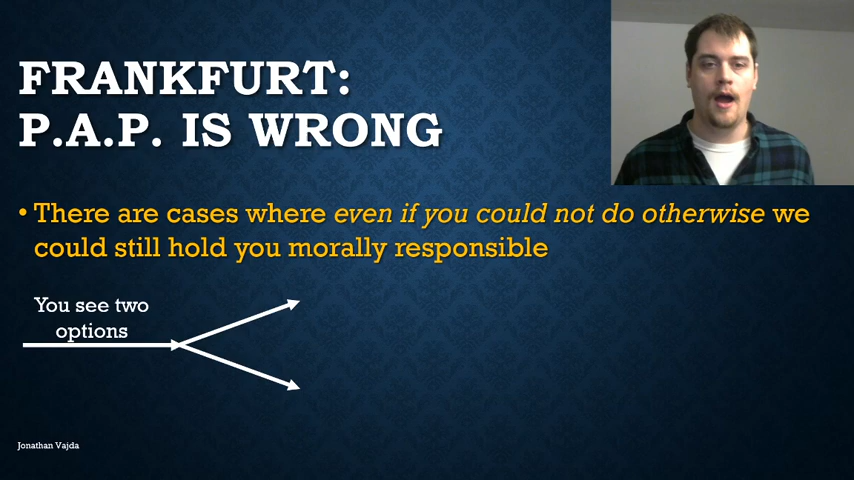 FRANKFURT:
P.A.P. IS WRONG
• There are cases where even if you could not do otherwise we
could still hold you morally responsible
You see two
options
Jonathan Vajda